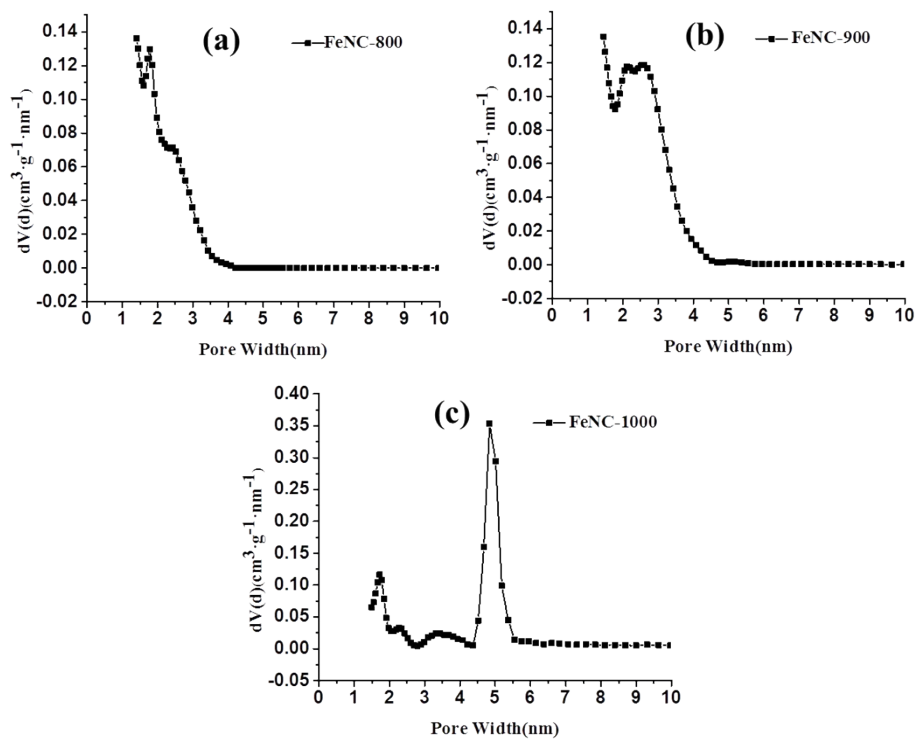 (a)
FeNC-800
0.14
0.12
0.10
0.08
0.06
0.04
0.02
0.00
-0.02
dV(d)(cm³·g⁻¹·nm⁻¹)
0 1 2 3 4 5 6 7 8 9 10
Pore Width(nm)
(b)
FeNC-900
0.14
0.12
0.10
0.08
0.06
0.04
0.02
0.00
-0.02
dV(d)(cm³·g⁻¹·nm⁻¹)
0 1 2 3 4 5 6 7 8 9 10
Pore Width(nm)
(c)
FeNC-1000
0.40
0.35
0.30
0.25
0.20
0.15
0.10
0.05
0.00
-0.05
dV(d)(cm³·g⁻¹·nm⁻¹)
0 1 2 3 4 5 6 7 8 9 10
Pore Width(nm)